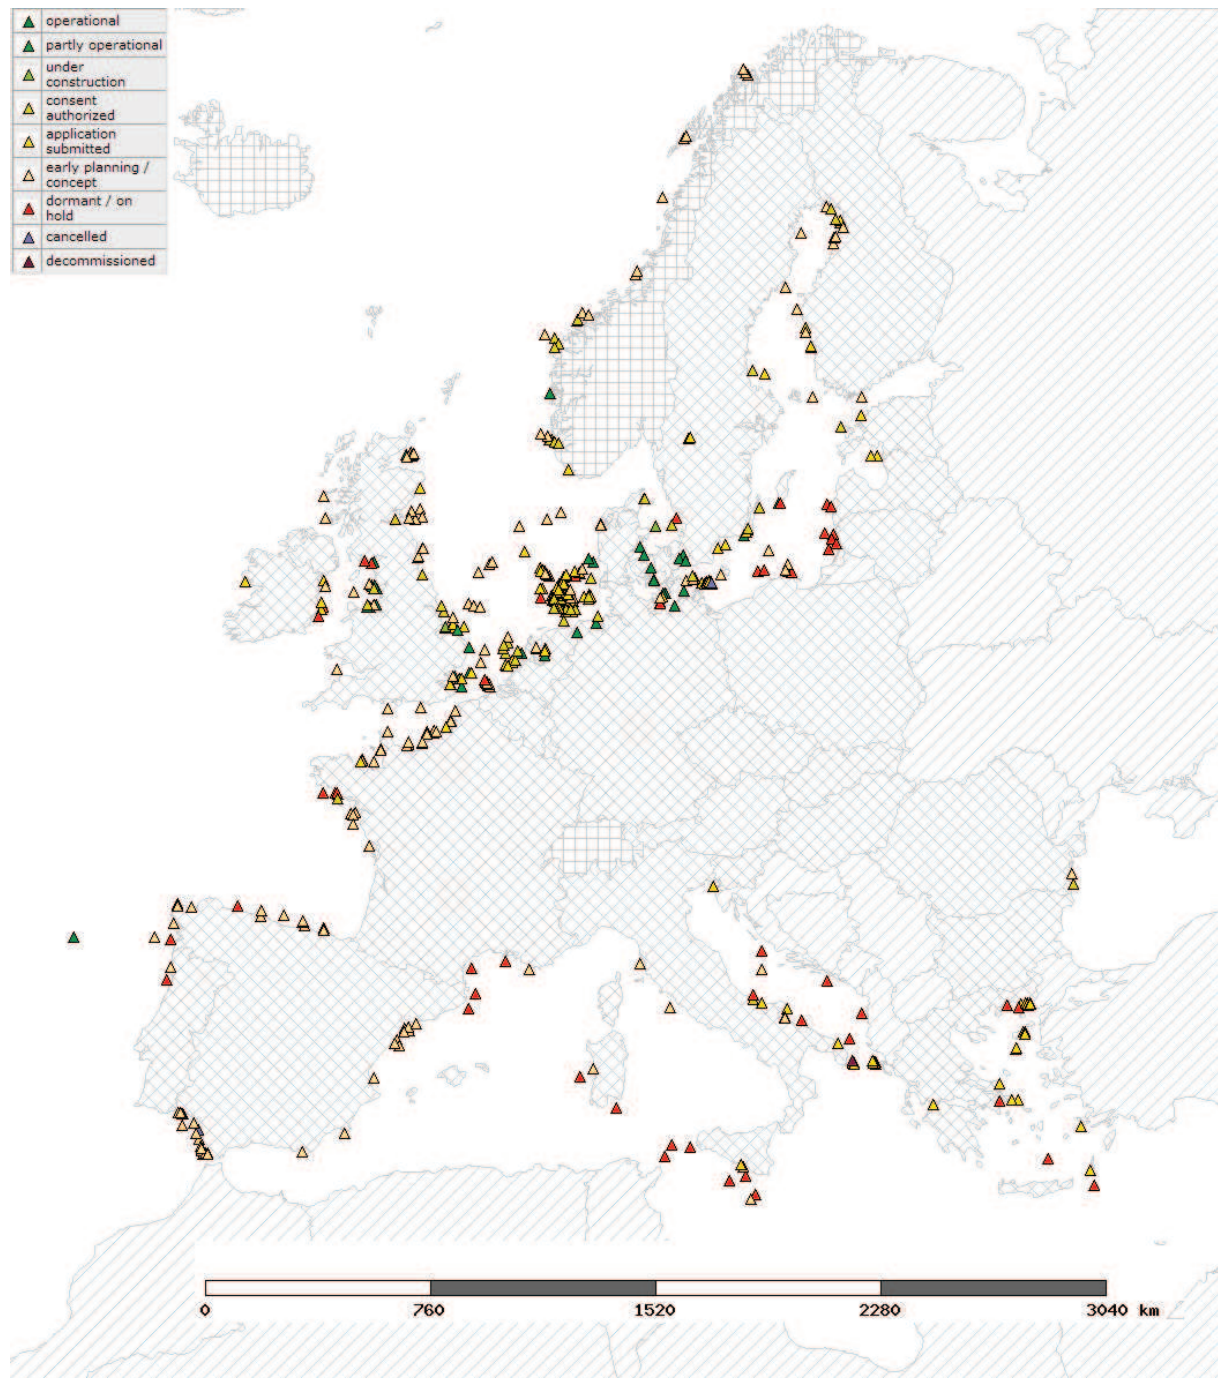 operational
partly operational
under
construction
consent
authorized
application
submitted
early planning /
concept
dormant / on
hold
cancelled
decommissioned
0 760 1520 2280 3040 km